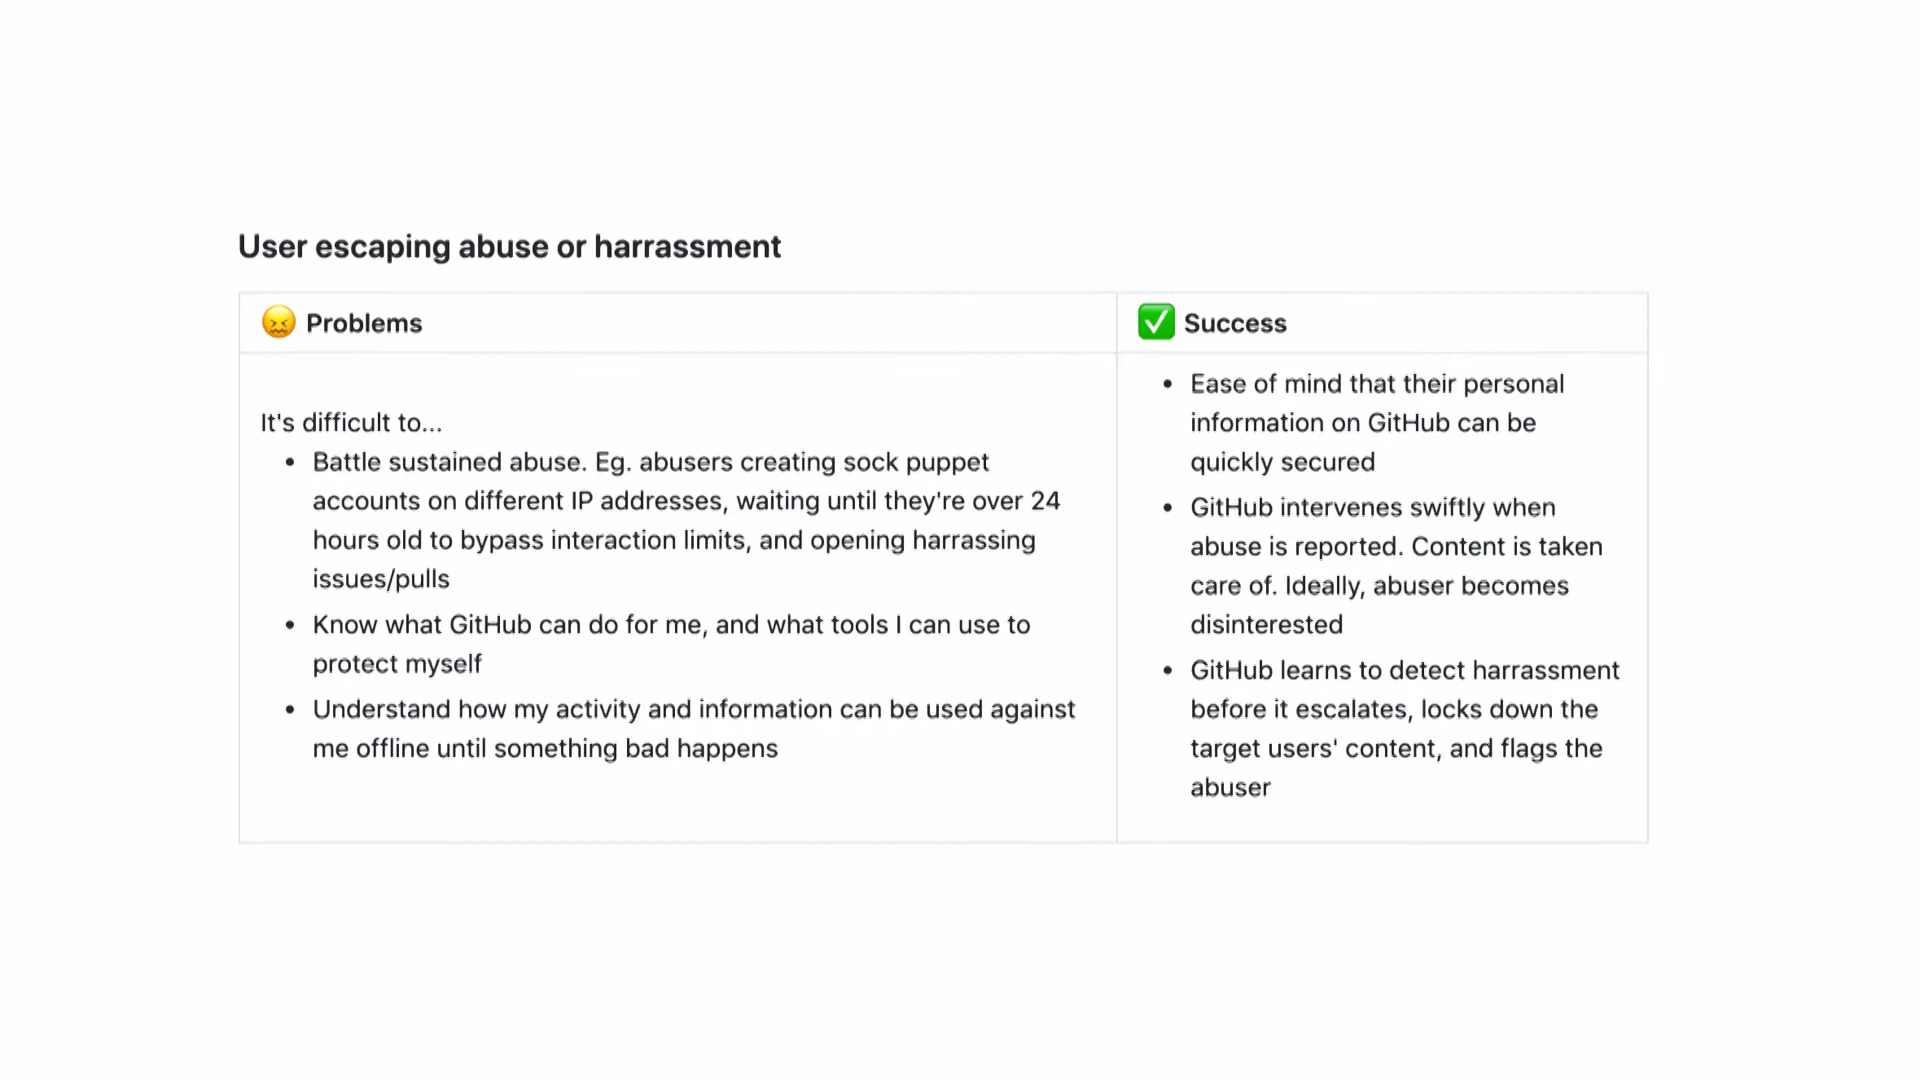 User escaping abuse or harrassment
😖 Problems
✅ Success
It's difficult to...
• Battle sustained abuse. Eg. abusers creating sock puppet
accounts on different IP addresses, waiting until they're over 24
hours old to bypass interaction limits, and opening harrassing
issues/pulls
• Know what GitHub can do for me, and what tools I can use to
protect myself
• Understand how my activity and information can be used against
me offline until something bad happens
• Ease of mind that their personal
information on GitHub can be
quickly secured
• GitHub intervenes swiftly when
abuse is reported. Content is taken
care of. Ideally, abuser becomes
disinterested
• GitHub learns to detect harrassment
before it escalates, locks down the
target users' content, and flags the
abuser